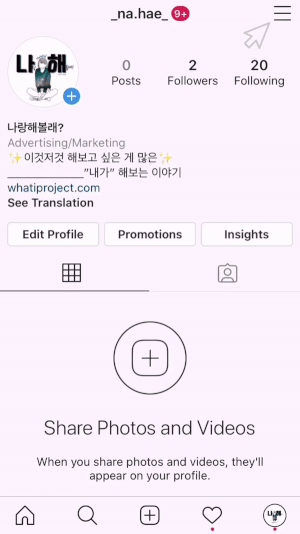 _na.hae_ 9+
나 해
0 2 20
Posts Followers Following
나랑해볼래?
Advertising/Marketing
✨이것저것 해보고 싶은 게 많은✨
______________"내가" 해보는 이야기
whatiproject.com
See Translation
Edit Profile Promotions Insights
Share Photos and Videos
When you share photos and videos, they'll
appear on your profile.